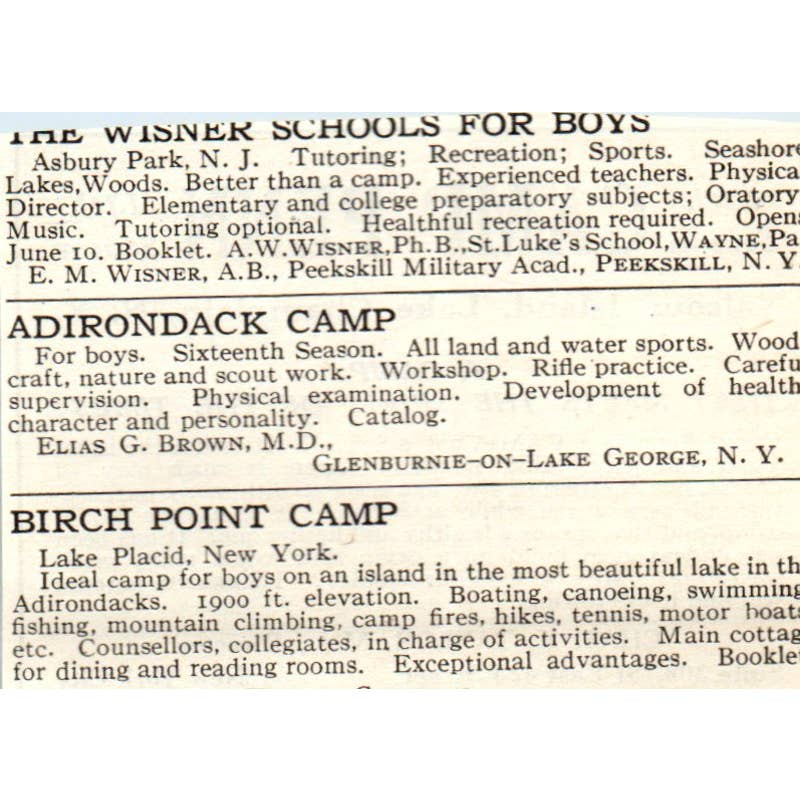 THE WISNER SCHOOLS FOR BOYS
Asbury Park, N. J. Tutoring; Recreation; Sports. Seashore
Lakes, Woods. Better than a camp. Experienced teachers. Physica
Director. Elementary and college preparatory subjects; Oratory
Music. Tutoring optional. Healthful recreation required. Opens
June 10. Booklet. A.W.WISNER,Ph.B.,St.Luke's School,WAYNE,Pa
E. M. WISNER, A.B., Peekskill Military Acad., PEEKSKILL, N. Y.
ADIRONDACK CAMP
For boys. Sixteenth Season. All land and water sports. Wood
craft, nature and scout work. Workshop. Rifle practice. Carefu
supervision. Physical examination. Development of health
character and personality. Catalog.
ELIAS G. BROWN, M.D.,
GLENBURNIE-ON-LAKE GEORGE, N. Y.
BIRCH POINT CAMP
Lake Placid, New York.
Ideal camp for boys on an island in the most beautiful lake in th
Adirondacks. 1900 ft. elevation. Boating, canoeing, swimming
fishing, mountain climbing, camp fires, hikes, tennis, motor boats
etc. Counsellors, collegiates, in charge of activities. Main cottag
for dining and reading rooms. Exceptional advantages. Booklet